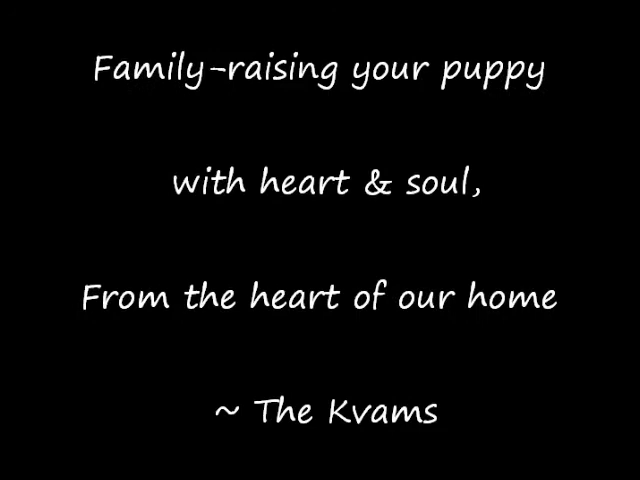 Family-raising your puppy
with heart & soul,
From the heart of our home
~ The Kvams